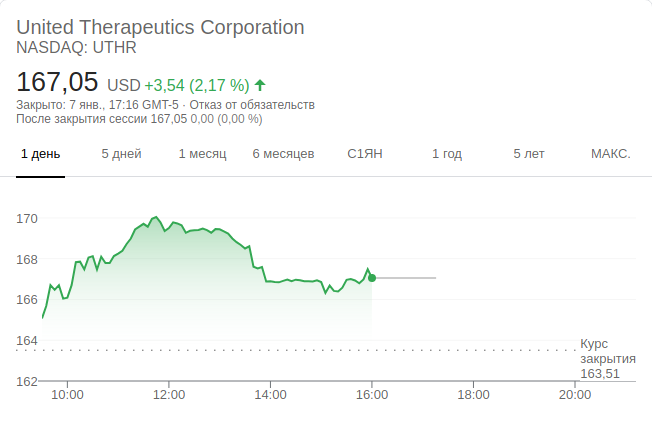 United Therapeutics Corporation
NASDAQ: UTHR
167,05 USD +3,54 (2,17 %)
Закрыто: 7 янв., 17:16 GMT-5 · Отказ от обязательств
После закрытия сессии 167,05 0,00 (0,00 %)
1 день 5 дней 1 месяц 6 месяцев С1ЯН 1 год 5 лет МАКС.
170
168
166
164
Курс
закрытия
163,51
162
10:00 12:00 14:00 16:00 18:00 20:00